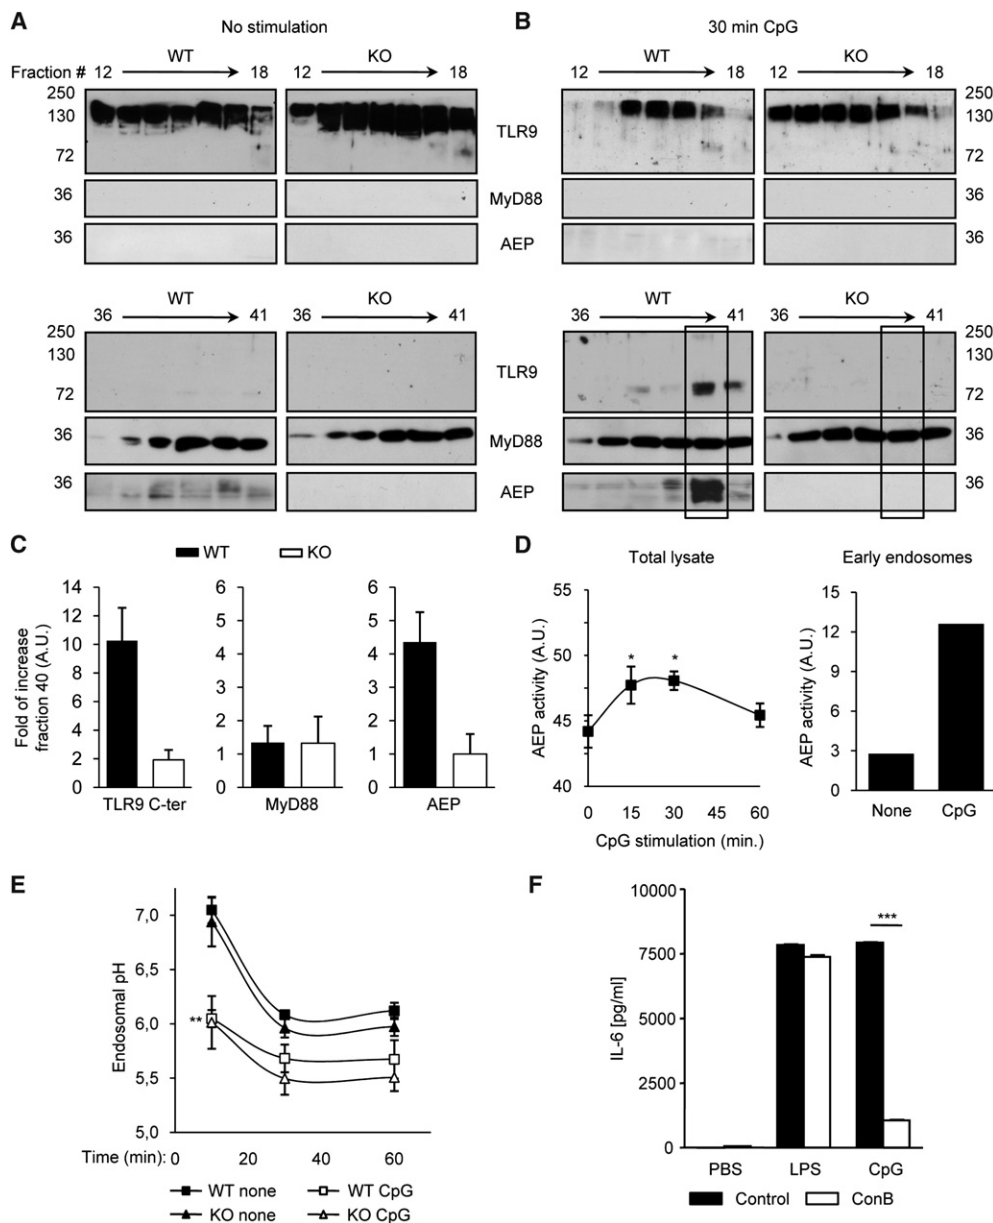 A
No stimulation
WT KO
Fraction # 12 18 18
250
130
72
36
36
TLR9
MyD88
AEP
WT KO
36 41 36 41
250
130
72
36
36
TLR9
MyD88
AEP
B
30 min CpG
WT KO
12 18 12 18
250
130
72
36
36
WT KO
36 41 36 41
250
130
72
36
36
C
WT KO
Fold of increase
fraction 40 (A.U.)
14
12
10
8
6
4
2
0
TLR9 C-ter
6
5
4
3
2
1
0
MyD88
6
5
4
3
2
1
0
AEP
D
Total lysate
AEP activity (A.U.)
55
50
45
40
* *
0 15 30 45 60
CpG stimulation (min.)
Early endosomes
AEP activity (A.U.)
15
12
9
6
3
0
None CpG
E
Endosomal pH
7,0
6,5
6,0
5,5
5,0
**
Time (min): 0 20 40 60
WT none WT CpG
KO none KO CpG
F
IL-6 [pg/ml]
10000
7500
5000
2500
0
***
PBS LPS CpG
Control ConB